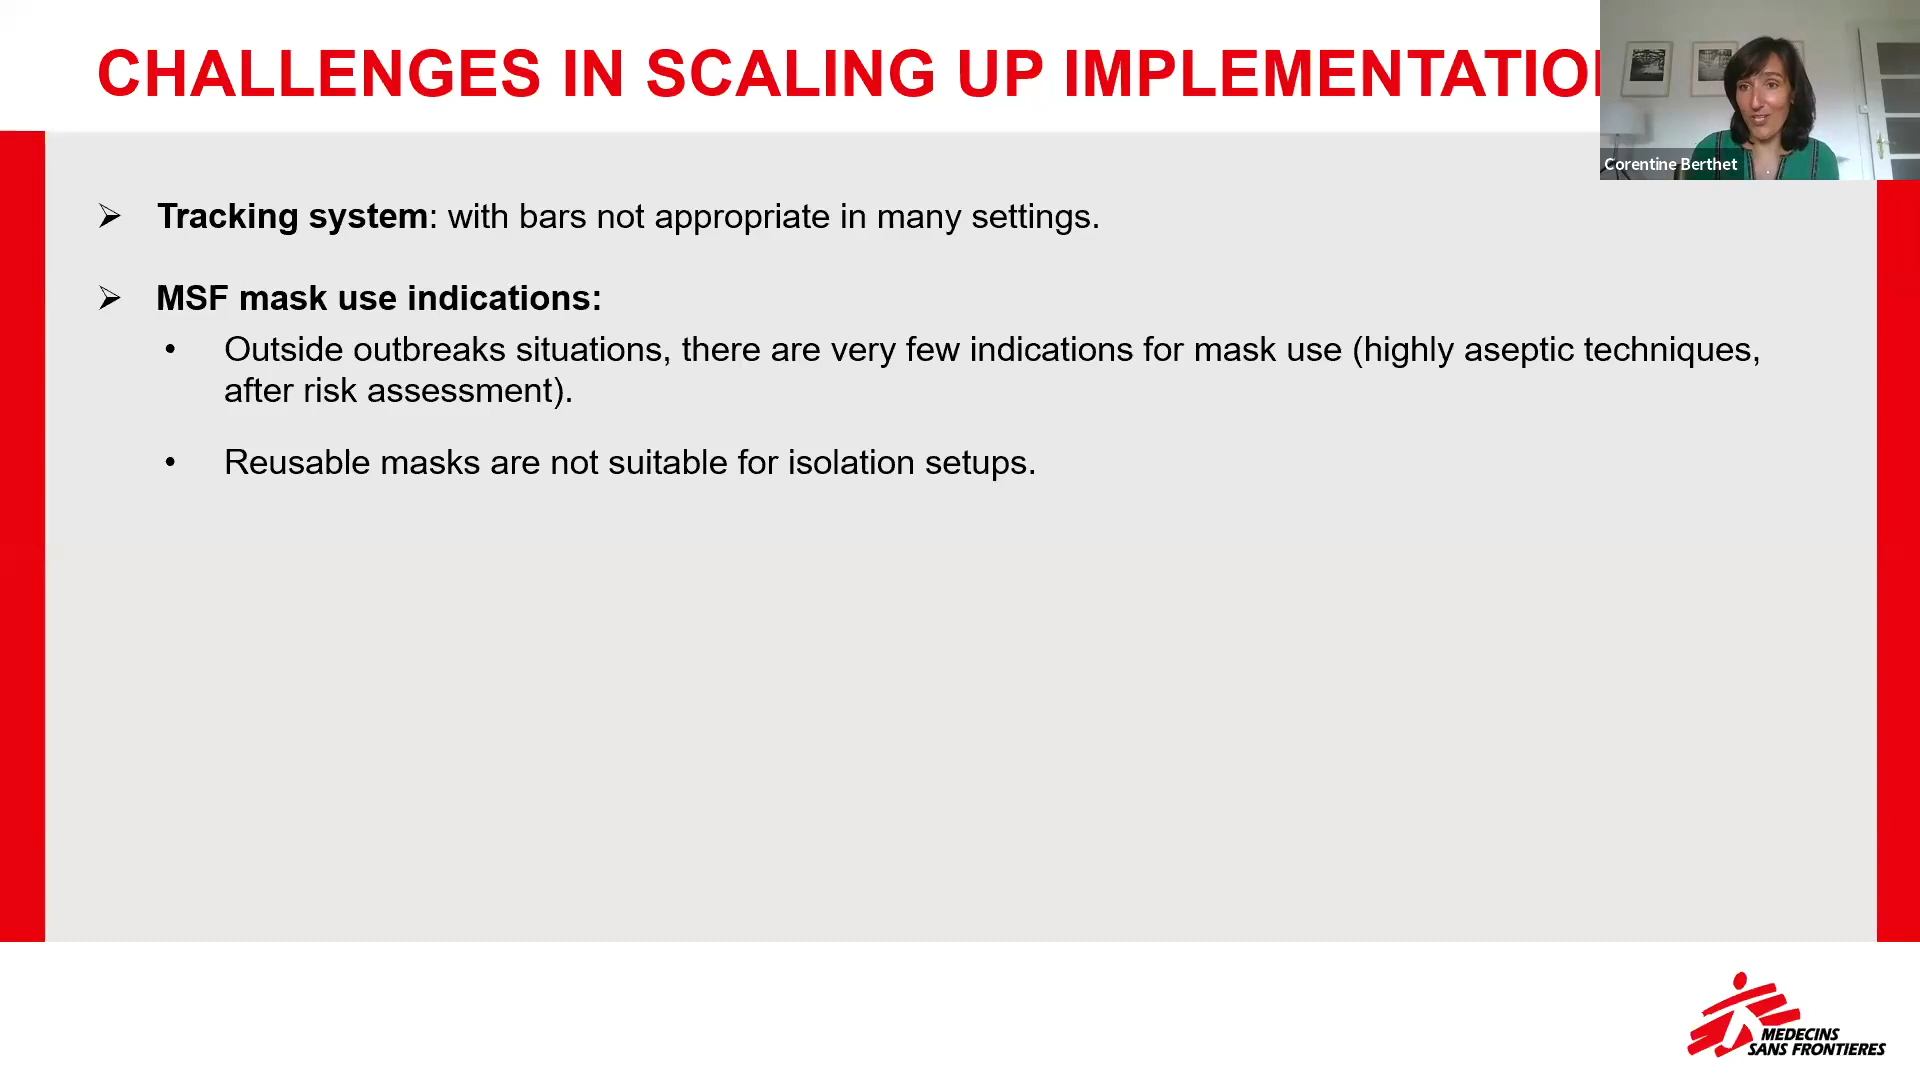 CHALLENGES IN SCALING UP IMPLEMENTATIO
Corentine Berthet
➢ Tracking system: with bars not appropriate in many settings.
➢ MSF mask use indications:
• Outside outbreaks situations, there are very few indications for mask use (highly aseptic techniques,
after risk assessment).
• Reusable masks are not suitable for isolation setups.
MEDECINS
SANS FRONTIERES